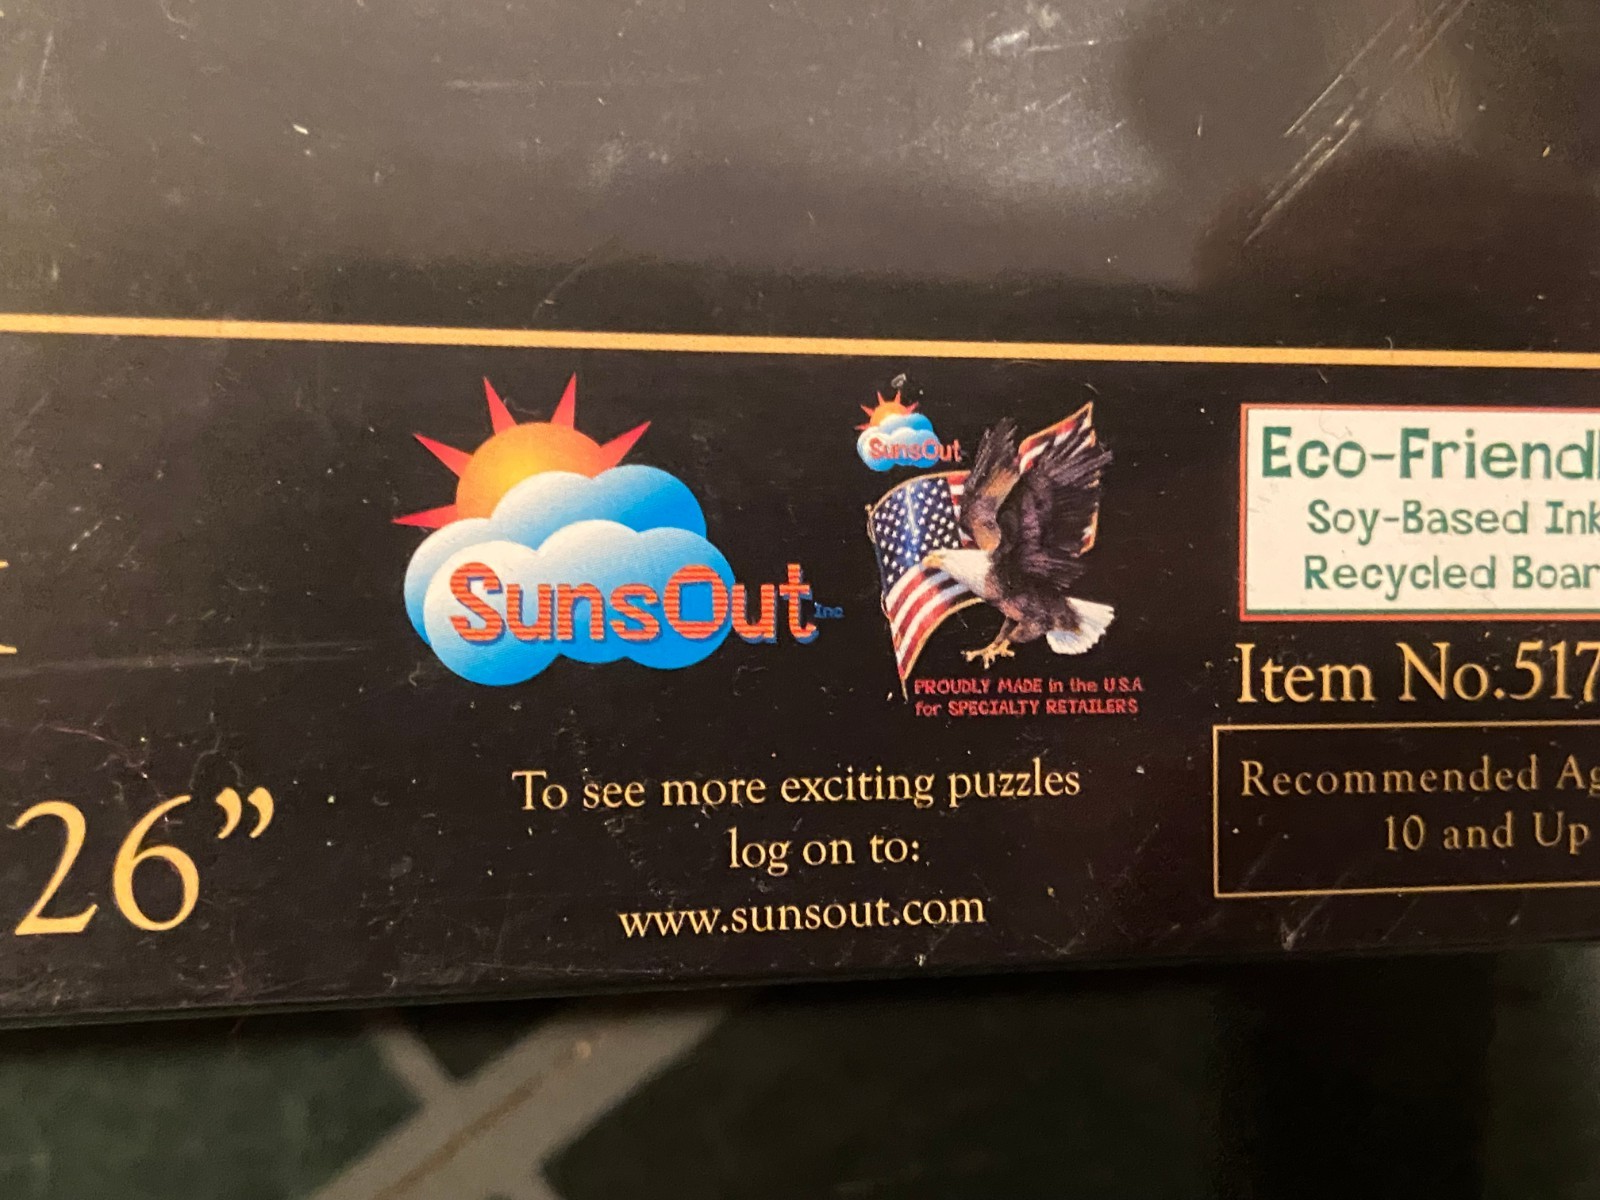 SunsOut Inc
SunsOut
PROUDLY MADE in the U.S.A
for SPECIALTY RETAILERS
To see more exciting puzzles
log on to:
www.sunsout.com
26”
Eco-Friendl
Soy-Based Ink
Recycled Boar
Item No.517
Recommended Ag
10 and Up